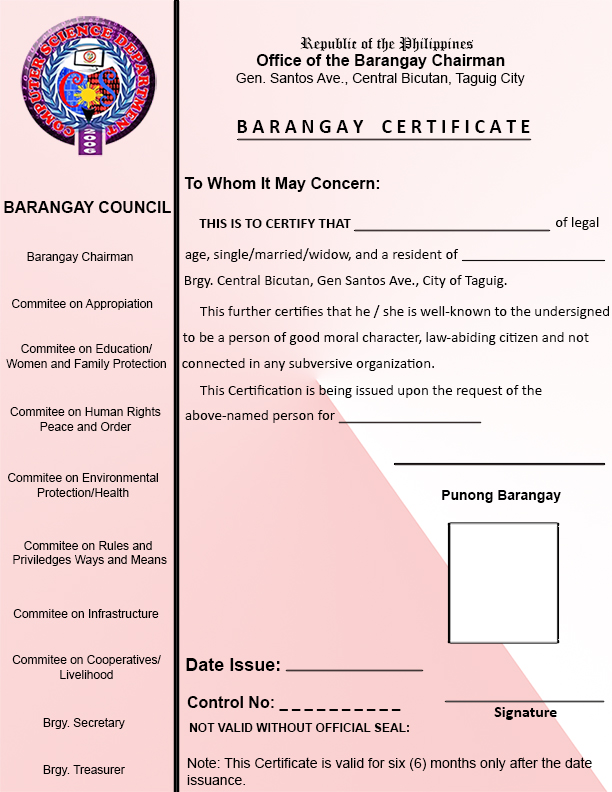 COMPUTER SCIENCE DEPARTMENT
Republic of the Philippines
Office of the Barangay Chairman
Gen. Santos Ave., Central Bicutan, Taguig City
BARANGAY CERTIFICATE
BARANGAY COUNCIL
Barangay Chairman
Commitee on Appropiation
Commitee on Education/
Women and Family Protection
Commitee on Human Rights
Peace and Order
Commitee on Environmental
Protection/Health
Commitee on Rules and
Priviledges Ways and Means
Commitee on Infrastructure
Commitee on Cooperatives/
Livelihood
Brgy. Secretary
Brgy. Treasurer
To Whom It May Concern:
THIS IS TO CERTIFY THAT ____________ of legal
age, single/married/widow, and a resident of ____________
Brgy. Central Bicutan, Gen Santos Ave., City of Taguig.
This further certifies that he / she is well-known to the undersigned
to be a person of good moral character, law-abiding citizen and not
connected in any subversive organization.
This Certification is being issued upon the request of the
above-named person for ____________
Punong Barangay
Date Issue: ____________
Control No: _ _ _ _ _ _ _ _ _ _
Signature
NOT VALID WITHOUT OFFICIAL SEAL:
Note: This Certificate is valid for six (6) months only after the date
issuance.